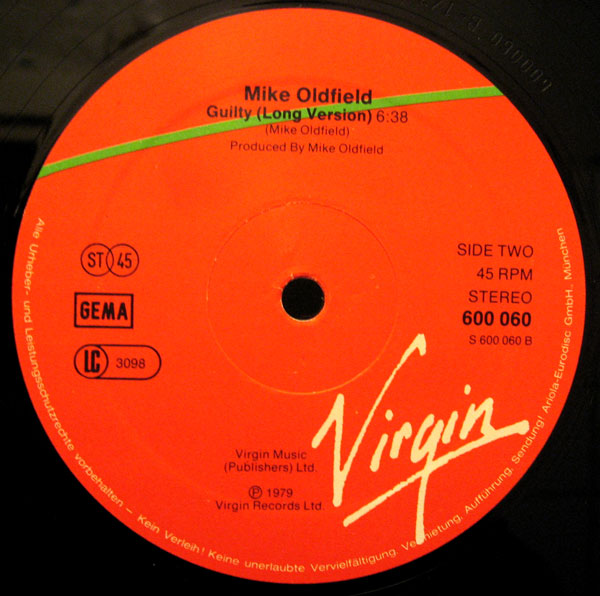 Mike Oldfield
Guilty (Long Version) 6:38
(Mike Oldfield)
Produced By Mike Oldfield
ST 45
GEMA
LC 3098
SIDE TWO
45 RPM
STEREO
600 060
S 600 060 B
Virgin
Virgin Music
(Publishers) Ltd.
Ⓟ 1979
Virgin Records Ltd.
Alle Urheber- und Leistungsschutzrechte vorbehalten – Kein Verleih! Keine unerlaubte Vervielfältigung, Vermietung, Aufführung, Sendung! Ariola-Eurodisc GmbH., München